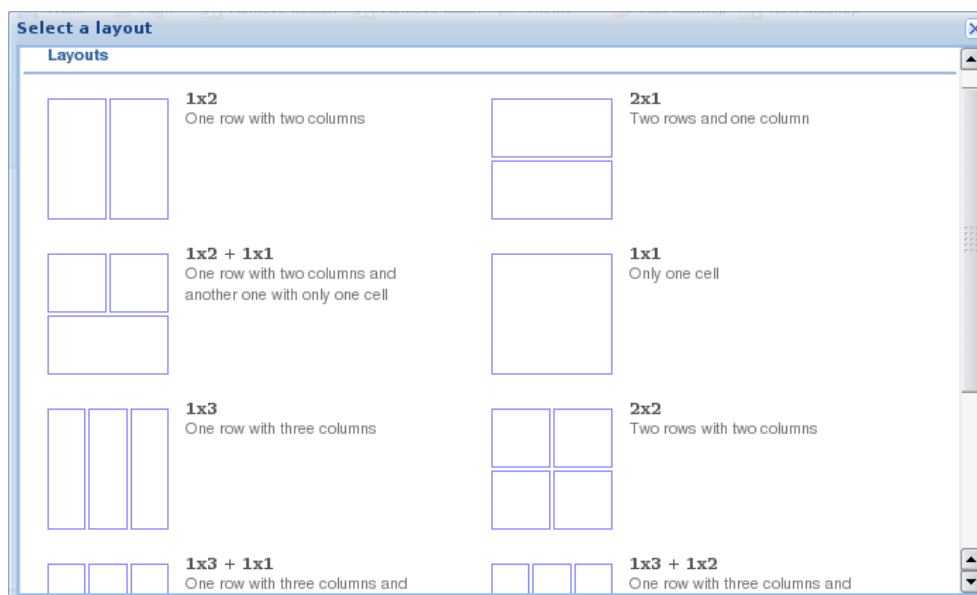 Select a layout
Layouts
1x2
One row with two columns
2x1
Two rows and one column
1x2 + 1x1
One row with two columns and
another one with only one cell
1x1
Only one cell
1x3
One row with three columns
2x2
Two rows with two columns
1x3 + 1x1
One row with three columns and
1x3 + 1x2
One row with three columns and